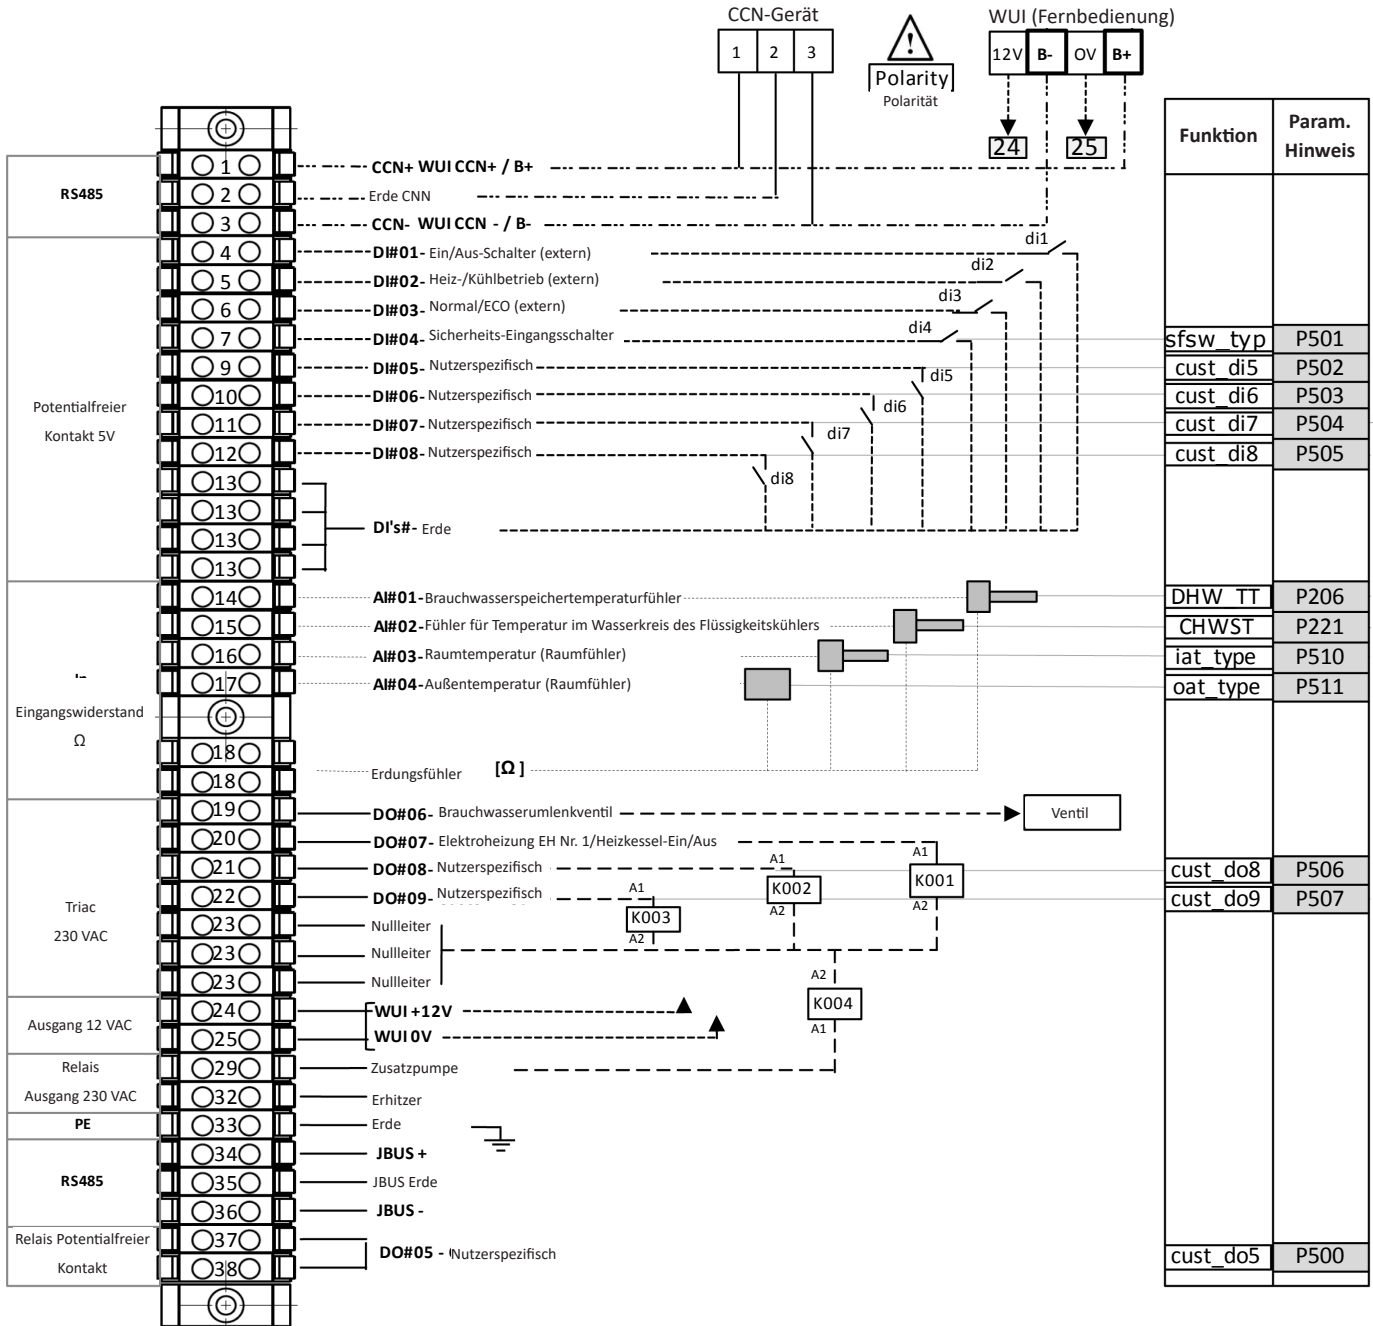 CCN-Gerät
WUI (Fernbedienung)
1 2 3
Polarity
Polarität
12V B- OV B+
24 25
Funktion Param. Hinweis
RS485
1 CCN+ WUI CCN+ / B+
2 Erde CNN
3 CCN- WUI CCN - / B-
Potentialfreier
Kontakt 5V
4 DI#01- Ein/Aus-Schalter (extern) di1
5 DI#02- Heiz-/Kühlbetrieb (extern) di2
6 DI#03- Normal/ECO (extern) di3
7 DI#04- Sicherheits-Eingangsschalter di4 sfsw_typ P501
9 DI#05- Nutzerspezifisch di5 cust_di5 P502
10 DI#06- Nutzerspezifisch di6 cust_di6 P503
11 DI#07- Nutzerspezifisch di7 cust_di7 P504
12 DI#08- Nutzerspezifisch di8 cust_di8 P505
13
13
DI's#- Erde
13
13
Eingangswiderstand
Ω
14 AI#01-Brauchwasserspeichertemperaturfühler DHW_TT P206
15 AI#02-Fühler für Temperatur im Wasserkreis des Flüssigkeitskühlers CHWST P221
16 AI#03-Raumtemperatur (Raumfühler) iat_type P510
17 AI#04-Außentemperatur (Raumfühler) oat_type P511
18
18
Erdungsfühler [Ω ]
Triac
230 VAC
19 DO#06- Brauchwasserumlenkventil Ventil
20 DO#07- Elektroheizung EH Nr. 1/Heizkessel-Ein/Aus A1 K001 A2
21 DO#08- Nutzerspezifisch A1 K002 A2 cust_do8 P506
22 DO#09- Nutzerspezifisch A1 K003 A2 cust_do9 P507
23 Nullleiter
23 Nullleiter
23 Nullleiter
A2 K004 A1
Ausgang 12 VAC
24 WUI +12V
25 WUI 0V
Relais
Ausgang 230 VAC
29 Zusatzpumpe
32 Erhitzer
PE
33 Erde
RS485
34 JBUS +
35 JBUS Erde
36 JBUS -
Relais Potentialfreier
Kontakt
37
38
DO#05 - Nutzerspezifisch cust_do5 P500